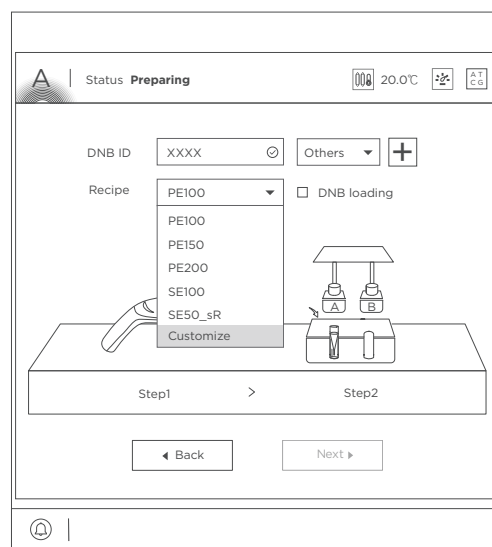 A Status Preparing 20.0℃ A T
C G
DNB ID XXXX Others
Recipe PE100 DNB loading
PE100
PE150
PE200
SE100
SE50_sR
Customize
A B
Step1 > Step2
Back Next